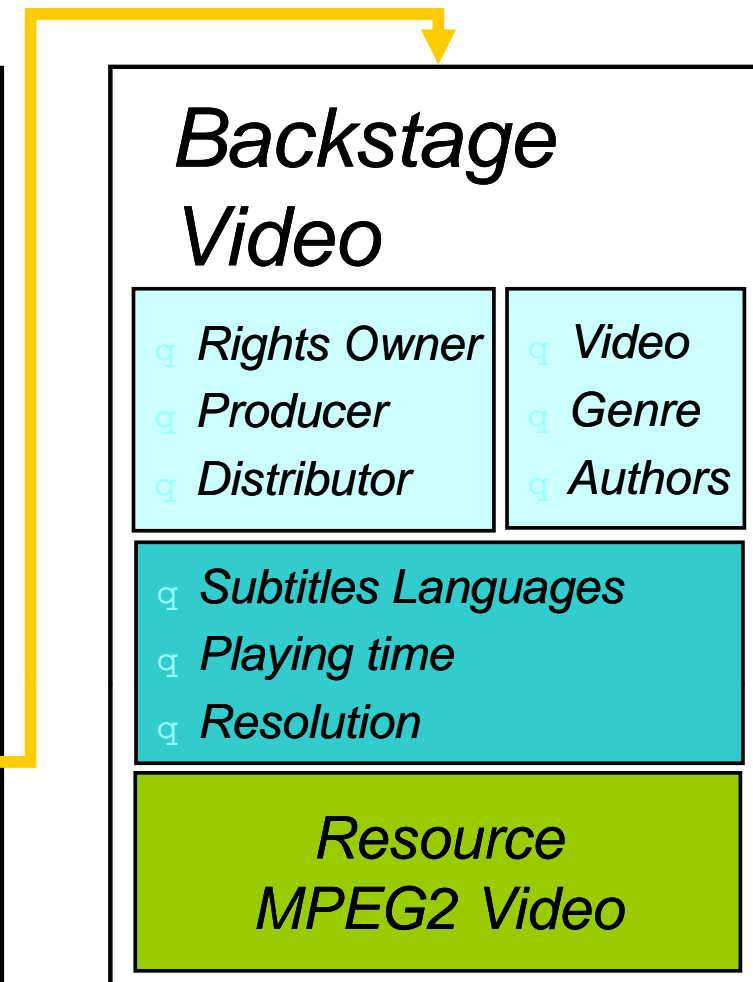 Backstage
Video
q Rights Owner
q Producer
q Distributor
q Video
q Genre
q Authors
q Subtitles Languages
q Playing time
q Resolution
Resource
MPEG2 Video